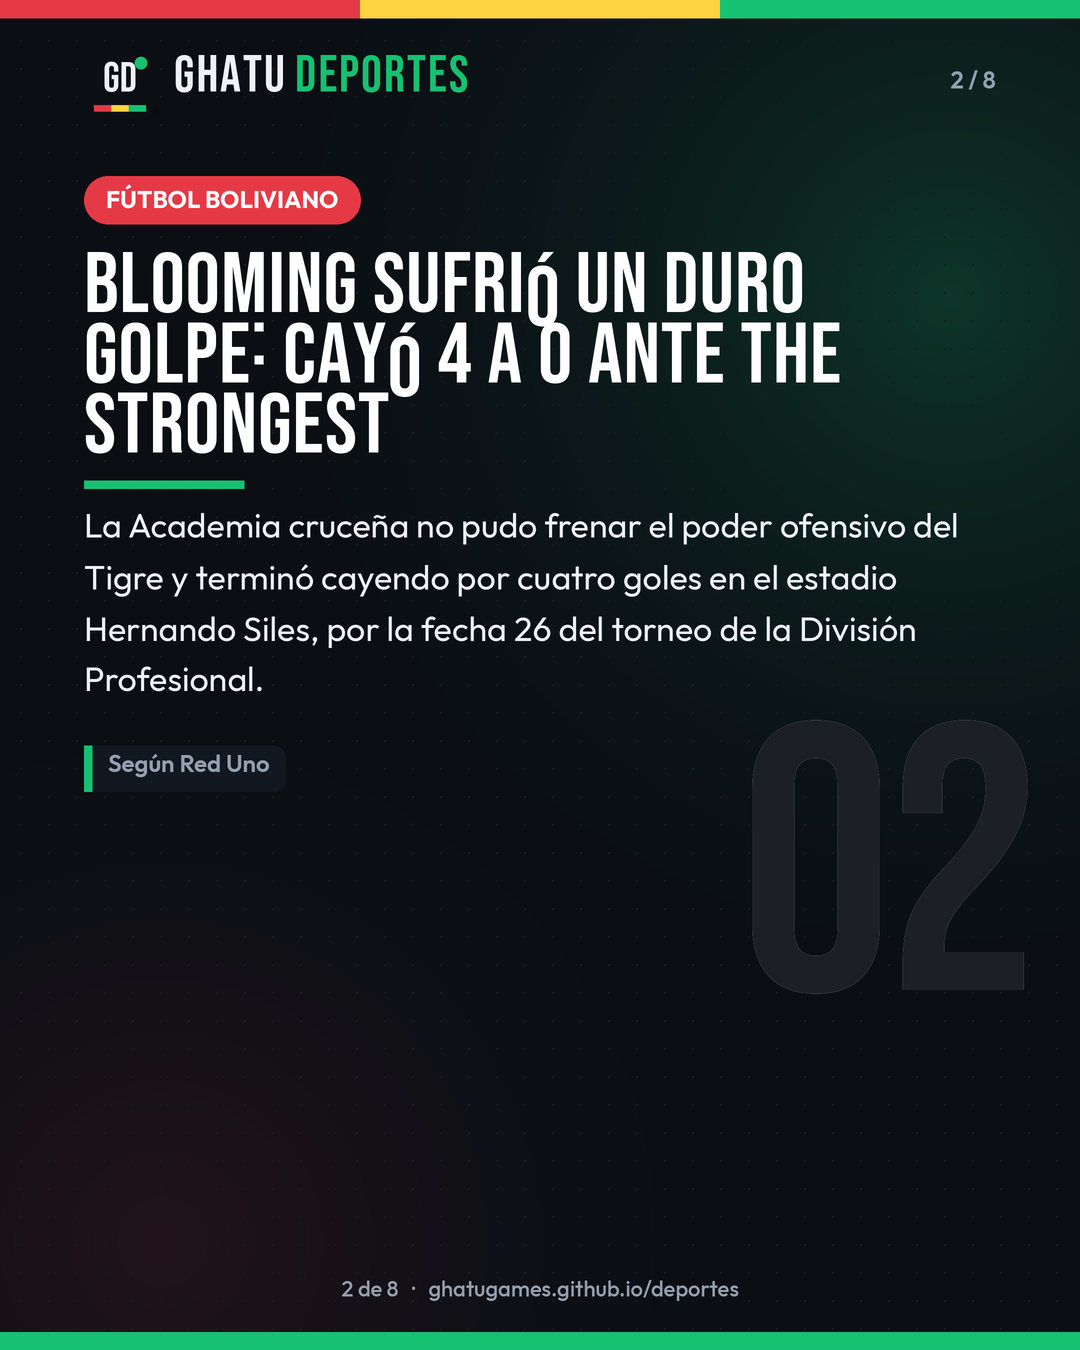 GD GHATU DEPORTES
2 / 8
FÚTBOL BOLIVIANO
BLOOMING SUFRIÓ UN DURO
GOLPE: CAYÓ 4 A 0 ANTE THE
STRONGEST
La Academia cruceña no pudo frenar el poder ofensivo del
Tigre y terminó cayendo por cuatro goles en el estadio
Hernando Siles, por la fecha 26 del torneo de la División
Profesional.
Según Red Uno
02
2 de 8 · ghatugames.github.io/deportes